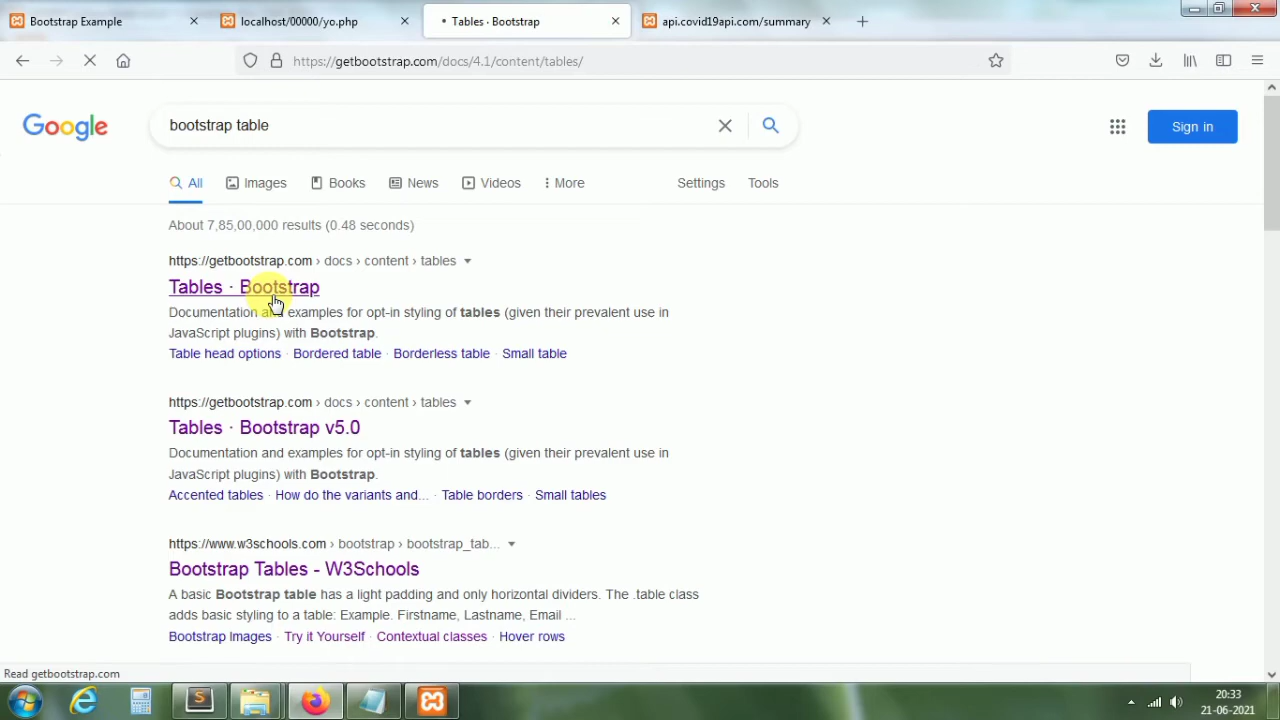 Bootstrap Example
localhost/00000/yo.php
Tables · Bootstrap
api.covid19api.com/summary
https://getbootstrap.com/docs/4.1/content/tables/
Google
bootstrap table
Sign in
All
Images
Books
News
Videos
More
Settings
Tools
About 7,85,00,000 results (0.48 seconds)
https://getbootstrap.com › docs › content › tables
Tables · Bootstrap
Documentation and examples for opt-in styling of tables (given their prevalent use in
JavaScript plugins) with Bootstrap.
Table head options · Bordered table · Borderless table · Small table
https://getbootstrap.com › docs › content › tables
Tables · Bootstrap v5.0
Documentation and examples for opt-in styling of tables (given their prevalent use in
JavaScript plugins) with Bootstrap.
Accented tables · How do the variants and... · Table borders · Small tables
https://www.w3schools.com › bootstrap › bootstrap_tab...
Bootstrap Tables - W3Schools
A basic Bootstrap table has a light padding and only horizontal dividers. The .table class
adds basic styling to a table: Example. Firstname, Lastname, Email ...
Bootstrap Images · Try it Yourself · Contextual classes · Hover rows
Read getbootstrap.com
20:33
21-06-2021